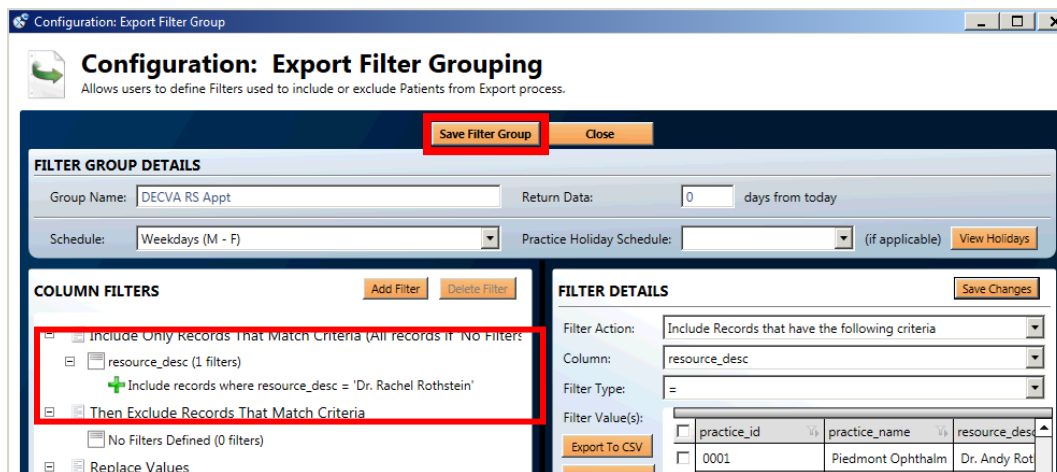 Configuration: Export Filter Group
Configuration: Export Filter Grouping
Allows users to define Filters used to include or exclude Patients from Export process.
Save Filter Group Close
FILTER GROUP DETAILS
Group Name: DECVA RS Appt Return Data: 0 days from today
Schedule: Weekdays (M - F) Practice Holiday Schedule: (if applicable) View Holidays
COLUMN FILTERS Add Filter Delete Filter
Include Only Records That Match Criteria (All records if 'No Filters
resource_desc (1 filters)
Include records where resource_desc = 'Dr. Rachel Rothstein'
Then Exclude Records That Match Criteria
No Filters Defined (0 filters)
Replace Values
FILTER DETAILS Save Changes
Filter Action: Include Records that have the following criteria
Column: resource_desc
Filter Type: =
Filter Value(s):
Export To CSV
practice_id practice_name resource_desc
0001 Piedmont Ophthalm Dr. Andy Rot